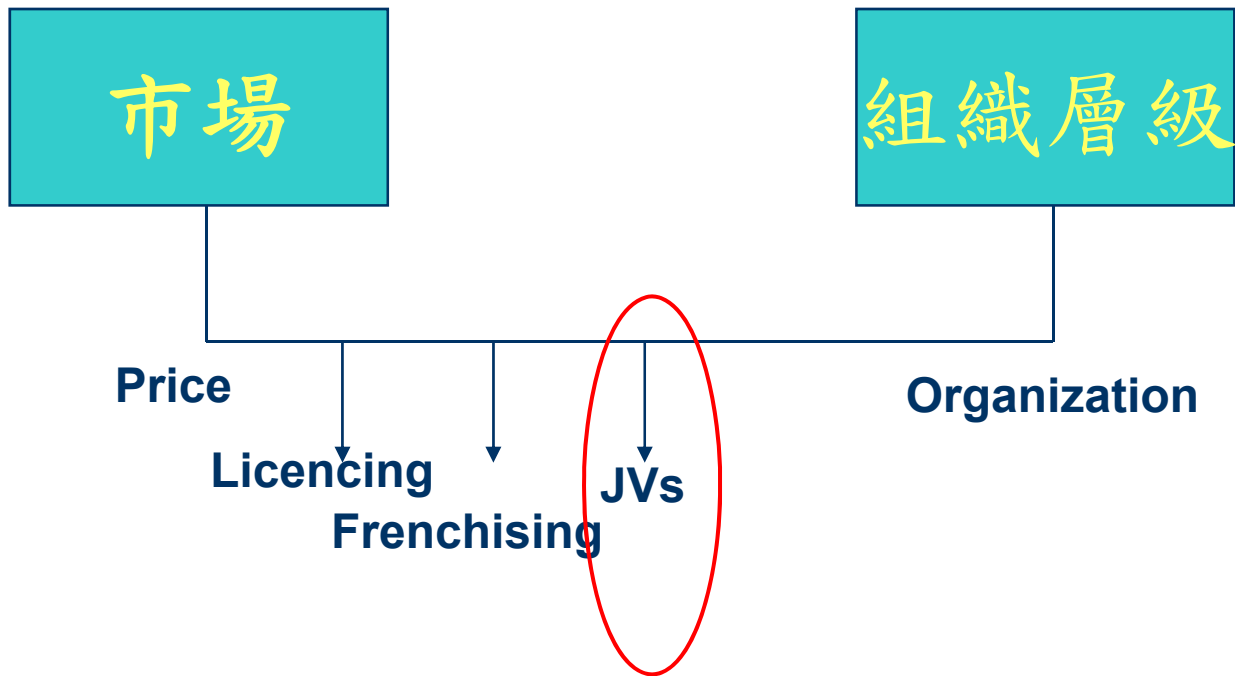 市場
組織層級
Price
Organization
Licencing
JVs
Frenchising